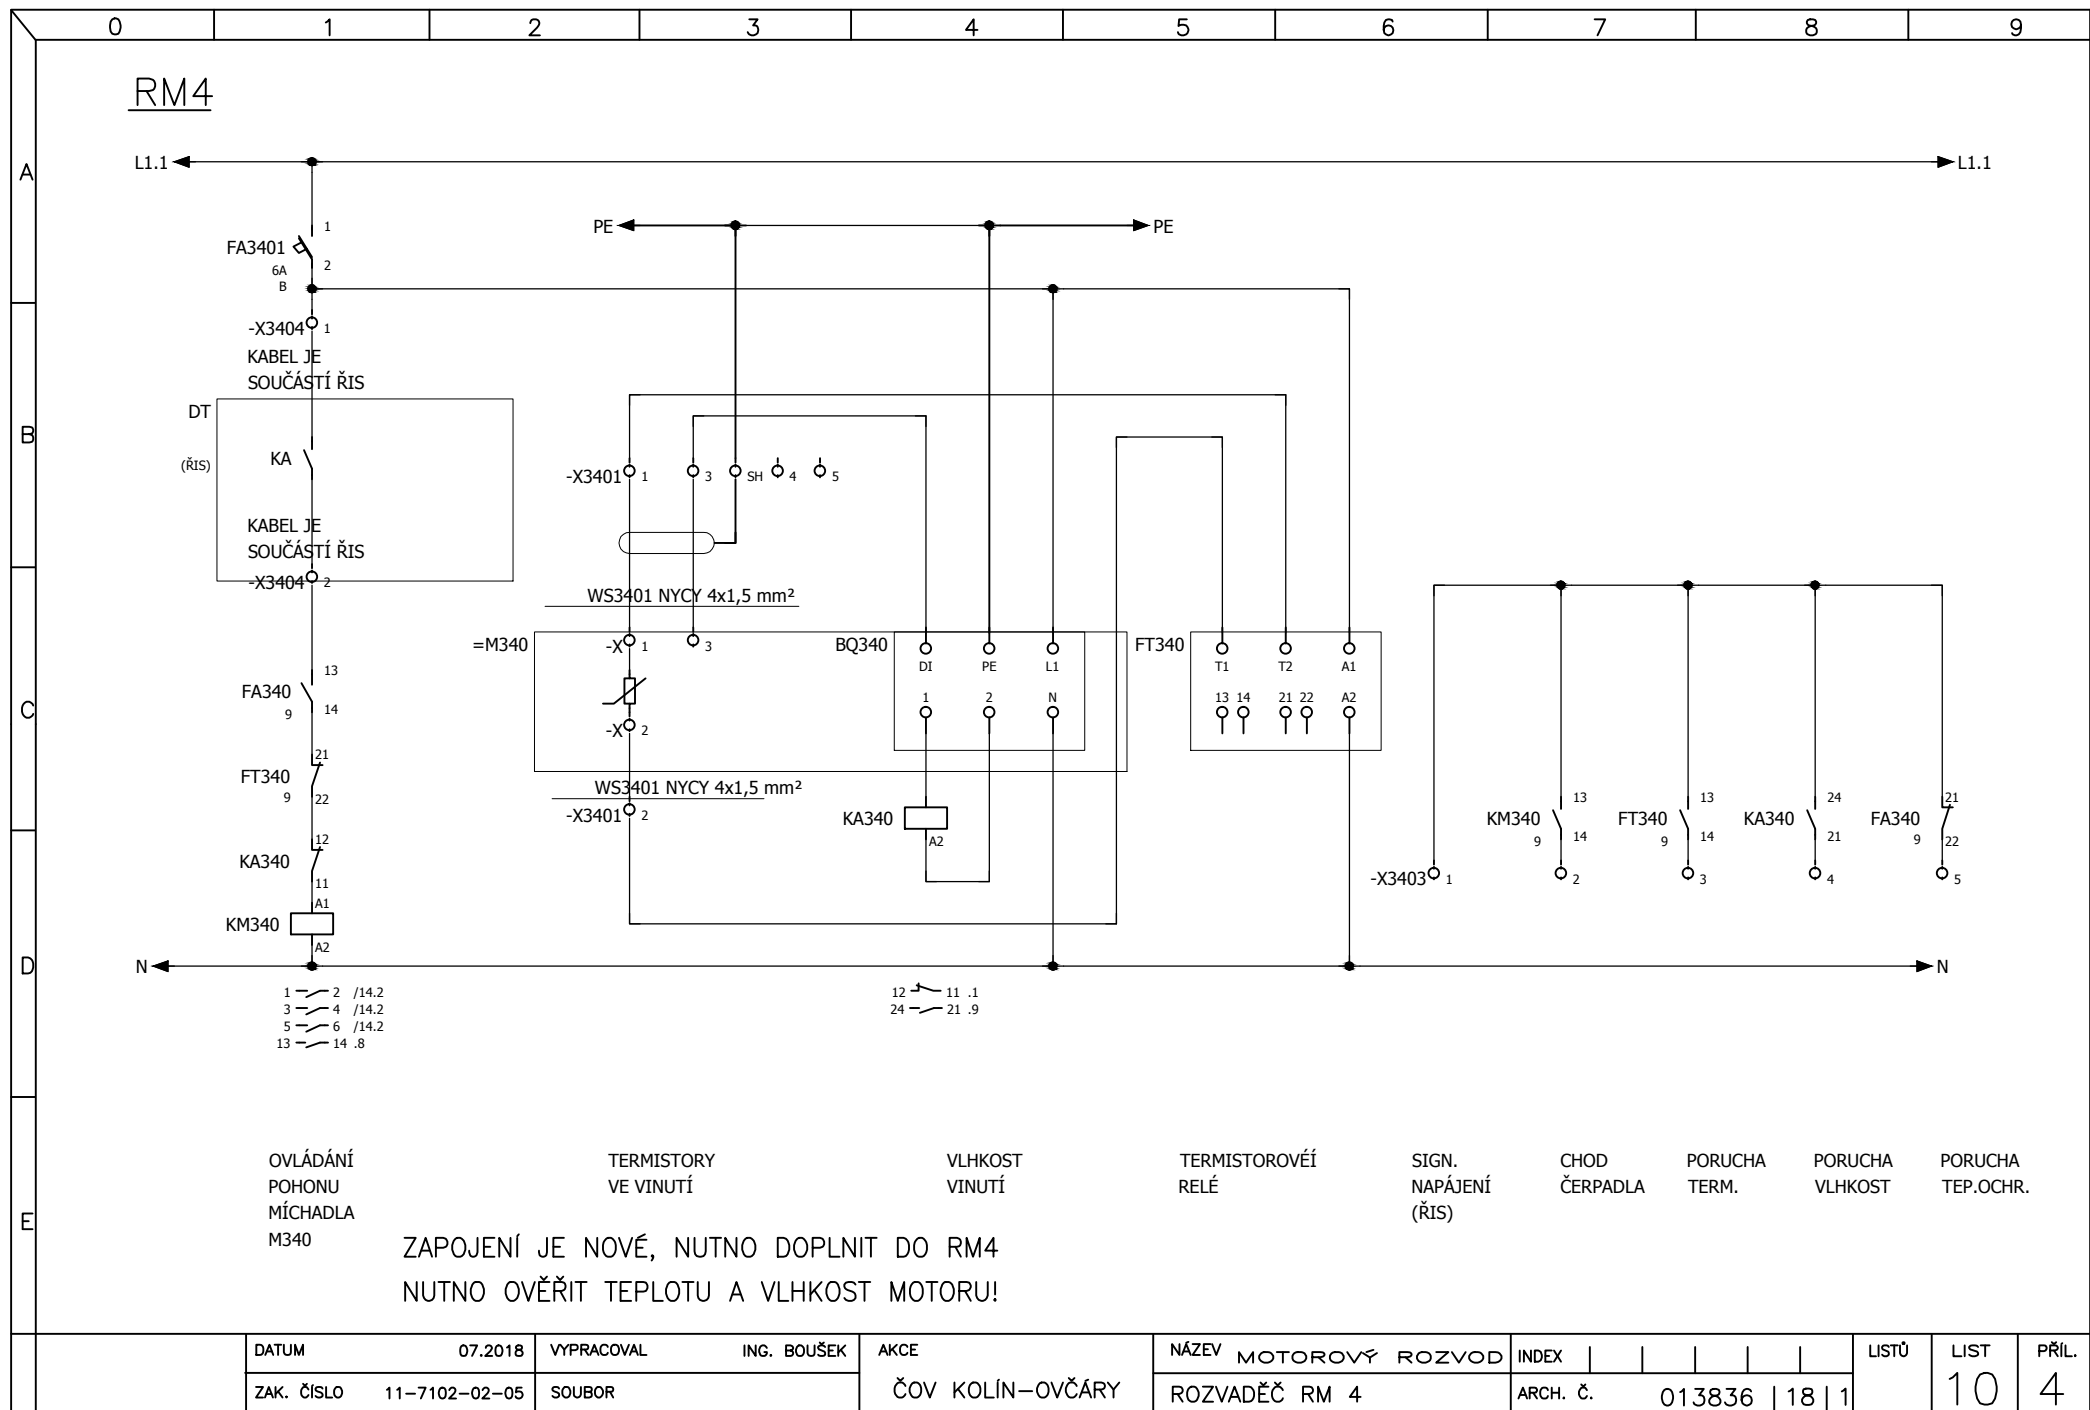 0 1 2 3 4 5 6 7 8 9
RM4
A
L1.1 L1.1
PE PE
1
FA3401
6A
B
2
-X3404 1
KABEL JE
SOUČÁSTÍ ŘIS
B
DT
(ŘIS)
KA
-X3401 1 3 SH 4 5
KABEL JE
SOUČÁSTÍ ŘIS
-X3404 2
WS3401 NYCY 4x1,5 mm²
=M340 -X 1 3 BQ340 DI PE L1 FT340 T1 T2 A1
C
13
FA340
9
14
1 2 N 13 14 21 22 A2
-X 2
21
FT340
9
22
WS3401 NYCY 4x1,5 mm²
-X3401 2
KA340
A2
KM340 13
9 14
FT340 13
9 14
KA340 24
21
FA340 21
9 22
12
KA340
11
-X3403 1 2 3 4 5
A1
KM340
A2
D
N N
1 2 /14.2
3 4 /14.2
5 6 /14.2
13 14 .8
12 11 .1
24 21 .9
E
OVLÁDÁNÍ
POHONU
MÍCHADLA
M340
TERMISTORY
VE VINUTÍ
VLHKOST
VINUTÍ
TERMISTOROVÉÍ
RELÉ
SIGN.
NAPÁJENÍ
(ŘIS)
CHOD
ČERPADLA
PORUCHA
TERM.
PORUCHA
VLHKOST
PORUCHA
TEP.OCHR.
ZAPOJENÍ JE NOVÉ, NUTNO DOPLNIT DO RM4
NUTNO OVĚŘIT TEPLOTU A VLHKOST MOTORU!
DATUM 07.2018
ZAK. ČÍSLO 11-7102-02-05
VYPRACOVAL ING. BOUŠEK
SOUBOR
AKCE
ČOV KOLÍN-OVČÁRY
NÁZEV MOTOROVÝ ROZVOD
ROZVADĚČ RM 4
INDEX
ARCH. Č. 013836 18 1
LISTŮ
LIST
10
PŘÍL.
4